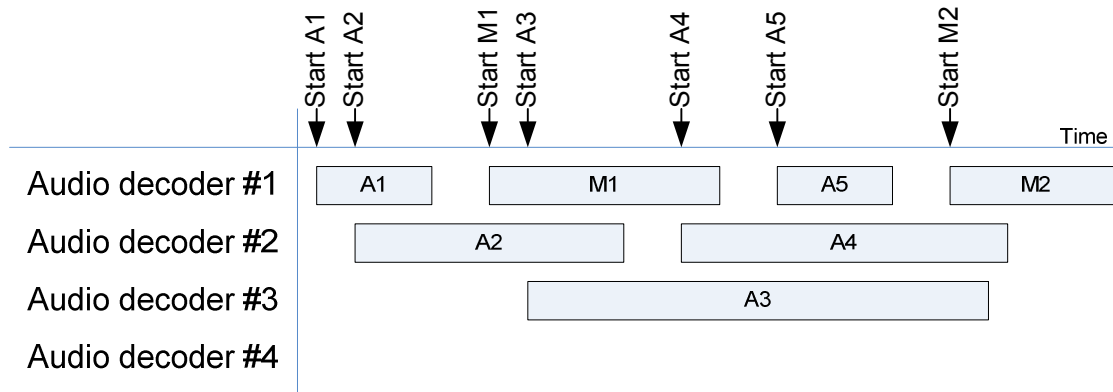 Start A1
Start A2
Start M1
Start A3
Start A4
Start A5
Start M2
Time
Audio decoder #1
A1
M1
A5
M2
Audio decoder #2
A2
A4
Audio decoder #3
A3
Audio decoder #4